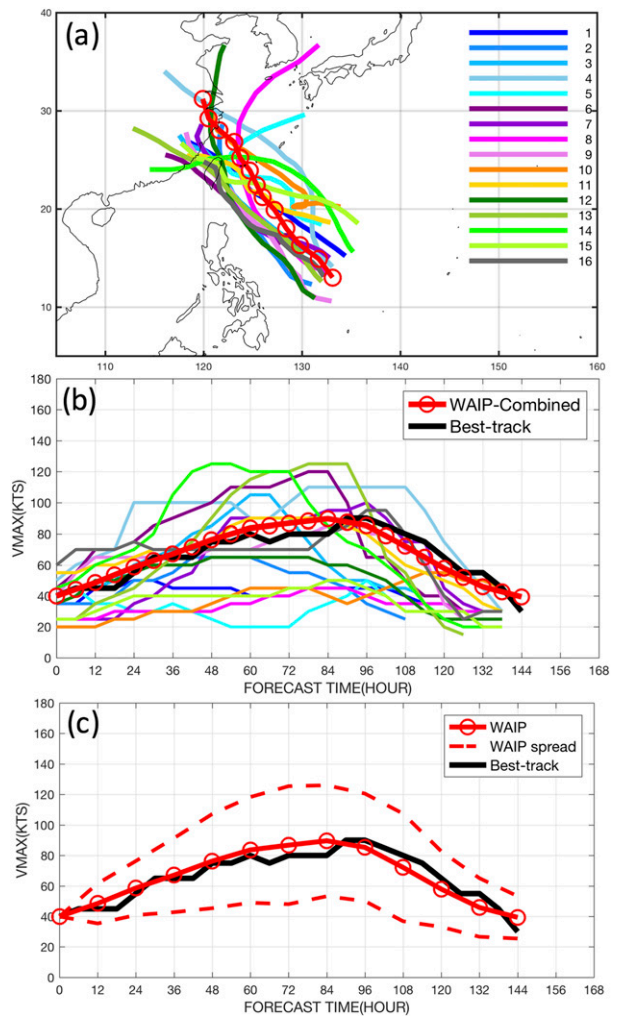 (a)
1
2
3
4
5
6
7
8
9
10
11
12
13
14
15
16
40
30
20
10
110 120 130 140 150 160
(b)
WAIP-Combined
Best-track
VMAX(KTS)
180
160
140
120
100
80
60
40
20
0
0 12 24 36 48 60 72 84 96 108 120 132 144 156 168
FORECAST TIME(HOUR)
(c)
WAIP
WAIP spread
Best-track
VMAX(KTS)
180
160
140
120
100
80
60
40
20
0
0 12 24 36 48 60 72 84 96 108 120 132 144 156 168
FORECAST TIME(HOUR)